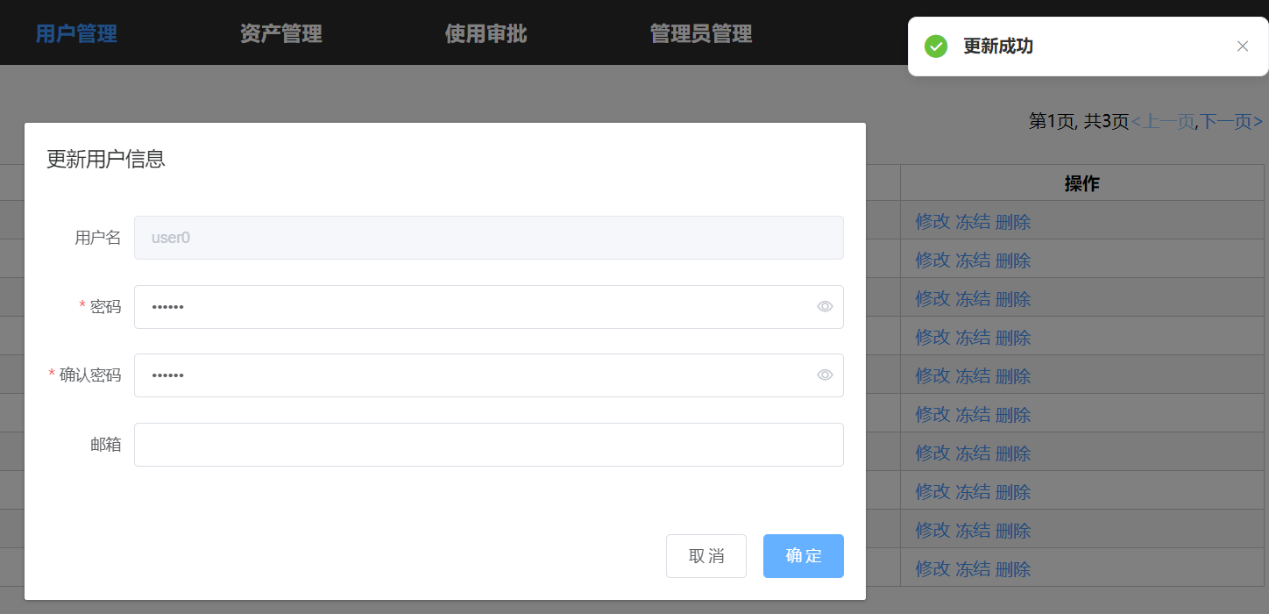 用户管理 资产管理 使用审批 管理员管理
更新成功
第1页, 共3页<上一页,下一页>
更新用户信息
操作
用户名 user0
* 密码 ••••••
* 确认密码 ••••••
邮箱
取消 确定
修改 冻结 删除
修改 冻结 删除
修改 冻结 删除
修改 冻结 删除
修改 冻结 删除
修改 冻结 删除
修改 冻结 删除
修改 冻结 删除
修改 冻结 删除
修改 冻结 删除